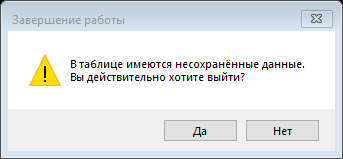 Завершение работы
В таблице имеются несохранённые данные.
Вы действительно хотите выйти?
Да
Нет